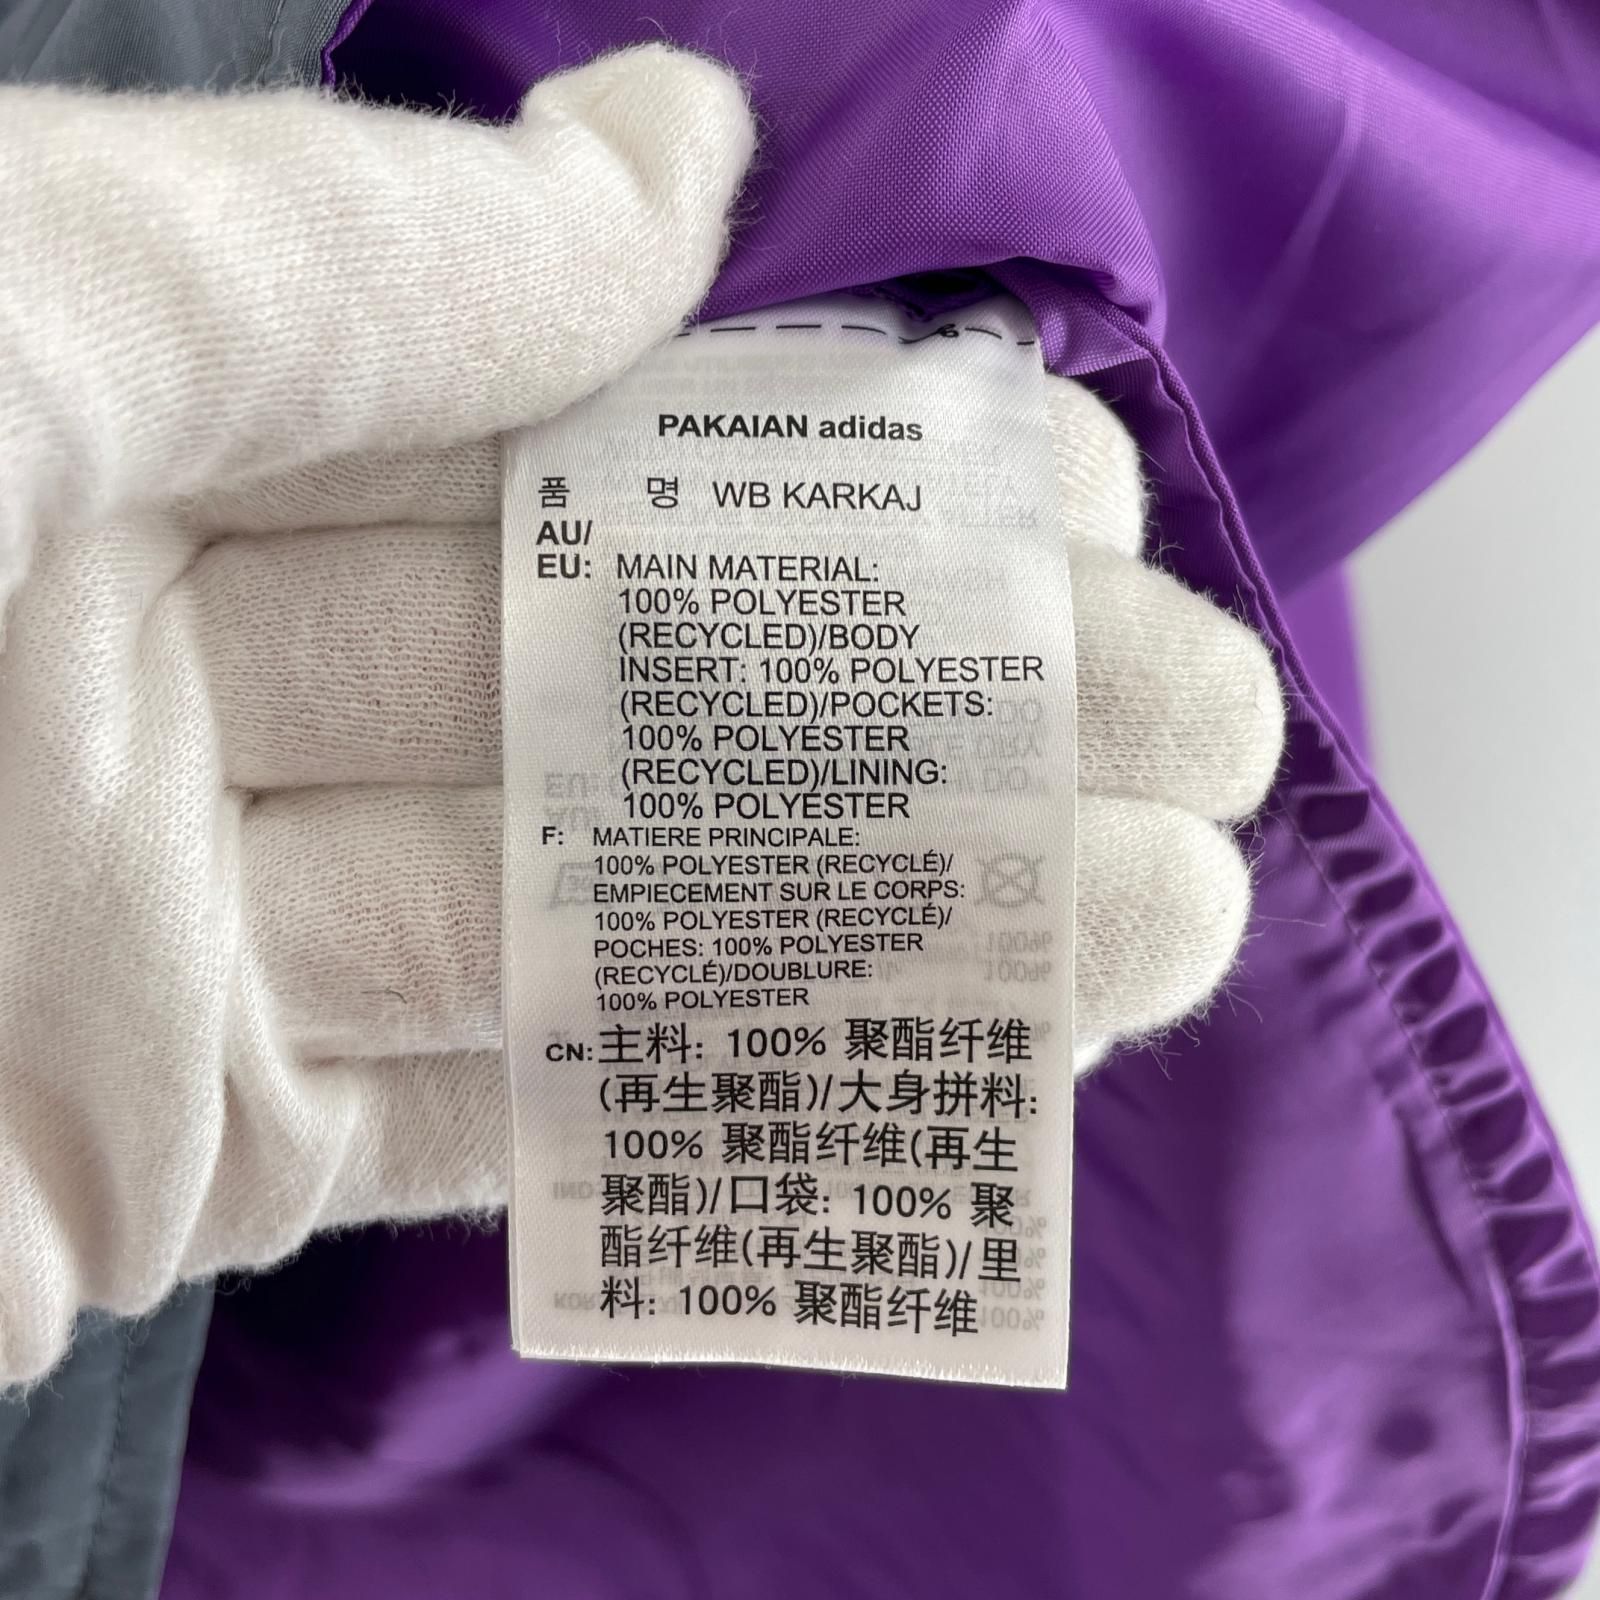 PAKAIAN adidas
품 명 WB KARKAJ
AU/
EU: MAIN MATERIAL:
100% POLYESTER
(RECYCLED)/BODY
INSERT: 100% POLYESTER
(RECYCLED)/POCKETS:
100% POLYESTER
(RECYCLED)/LINING:
100% POLYESTER
F: MATIERE PRINCIPALE:
100% POLYESTER (RECYCLÉ)/
EMPIECEMENT SUR LE CORPS:
100% POLYESTER (RECYCLÉ)/
POCHES: 100% POLYESTER
(RECYCLÉ)/DOUBLURE:
100% POLYESTER
CN: 主料: 100% 聚酯纤维
(再生聚酯)/大身拼料:
100% 聚酯纤维(再生
聚酯)/口袋: 100% 聚
酯纤维(再生聚酯)/里
料: 100% 聚酯纤维